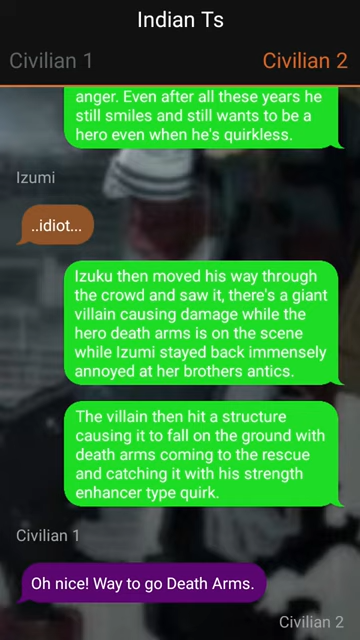 Indian Ts
Civilian 1
Civilian 2
anger. Even after all these years he
still smiles and still wants to be a
hero even when he's quirkless.
Izumi
..idiot...
Izuku then moved his way through
the crowd and saw it, there's a giant
villain causing damage while the
hero death arms is on the scene
while Izumi stayed back immensely
annoyed at her brothers antics.
The villain then hit a structure
causing it to fall on the ground with
death arms coming to the rescue
and catching it with his strength
enhancer type quirk.
Civilian 1
Oh nice! Way to go Death Arms.
Civilian 2